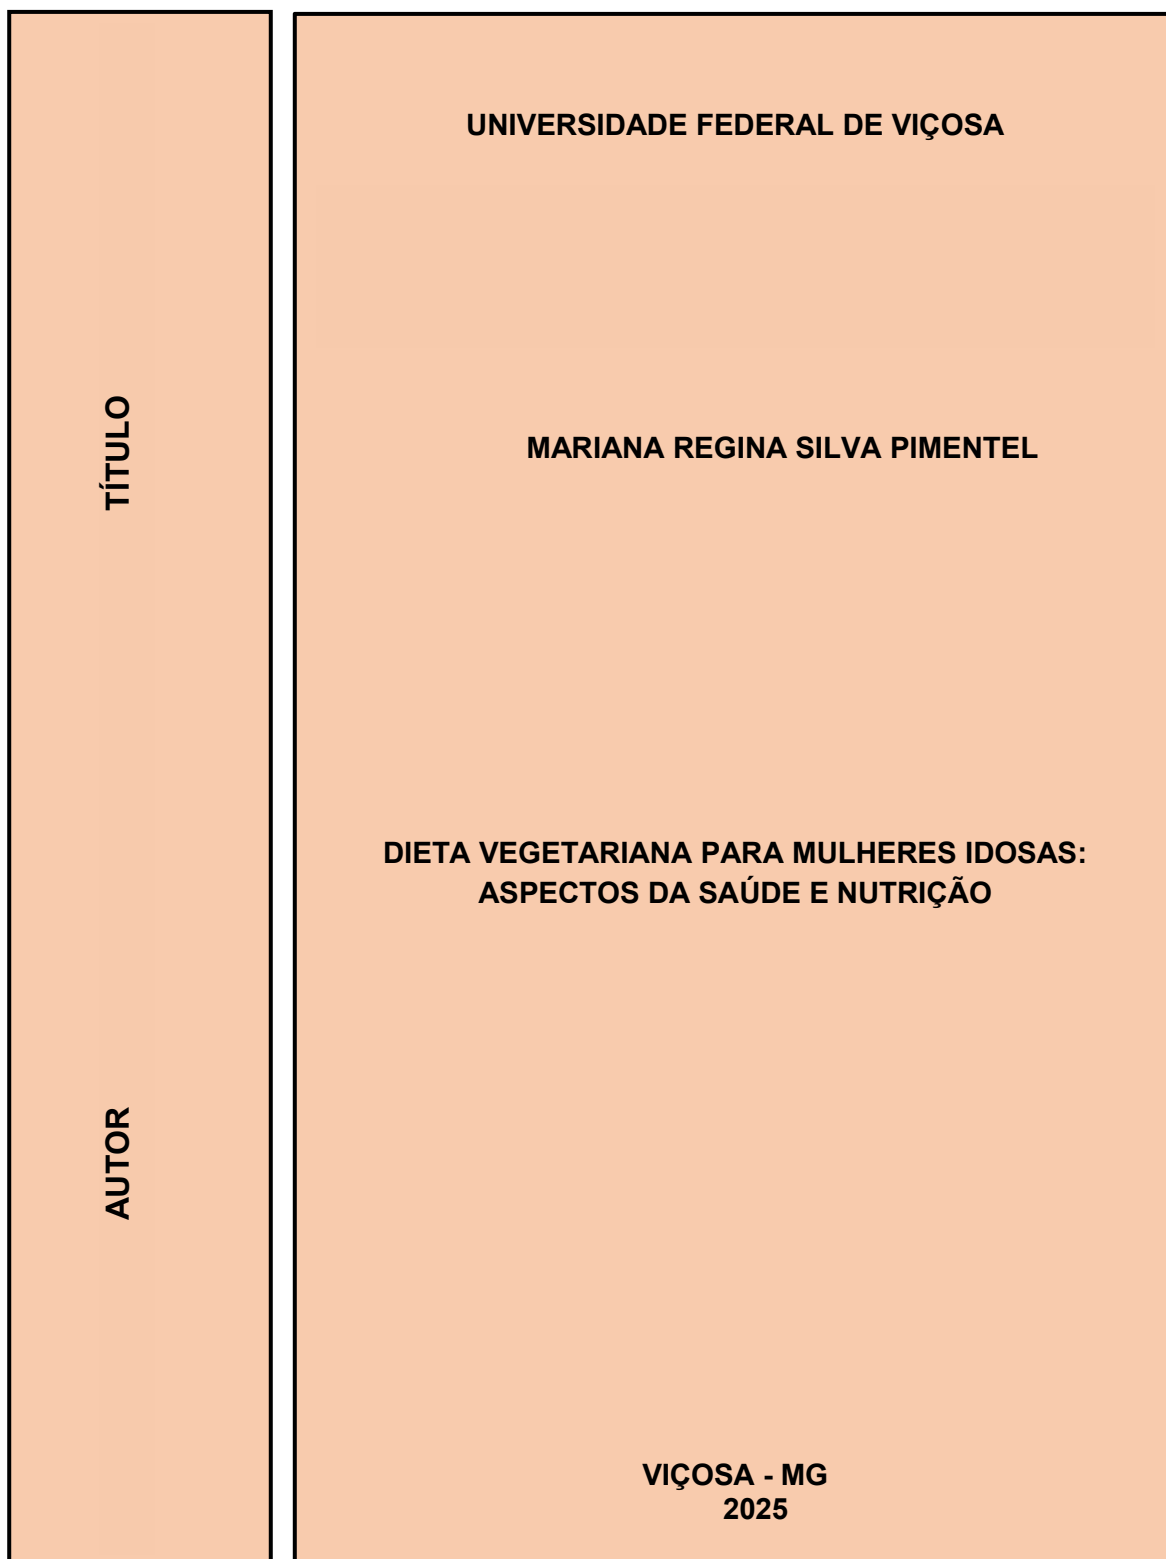 TÍTULO
AUTOR
UNIVERSIDADE FEDERAL DE VIÇOSA
MARIANA REGINA SILVA PIMENTEL
DIETA VEGETARIANA PARA MULHERES IDOSAS:
ASPECTOS DA SAÚDE E NUTRIÇÃO
VIÇOSA - MG
2025